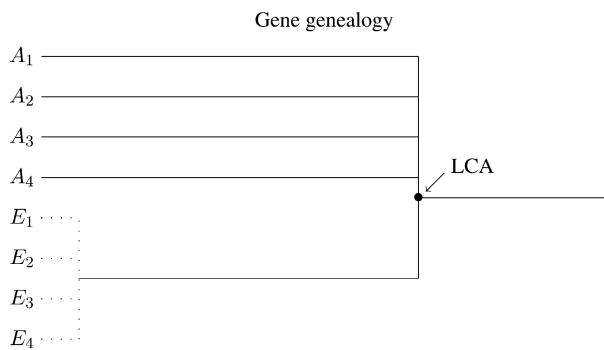 Gene genealogy
A₁
A₂
A₃
A₄
LCA
E₁
E₂
E₃
E₄